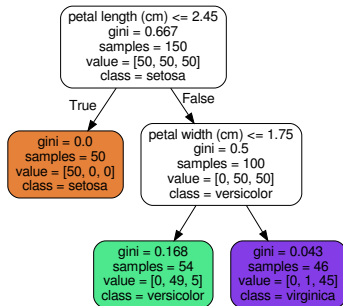 petal length (cm) <= 2.45
gini = 0.667
samples = 150
value = [50, 50, 50]
class = setosa
True
False
gini = 0.0
samples = 50
value = [50, 0, 0]
class = setosa
petal width (cm) <= 1.75
gini = 0.5
samples = 100
value = [0, 50, 50]
class = versicolor
gini = 0.168
samples = 54
value = [0, 49, 5]
class = versicolor
gini = 0.043
samples = 46
value = [0, 1, 45]
class = virginica